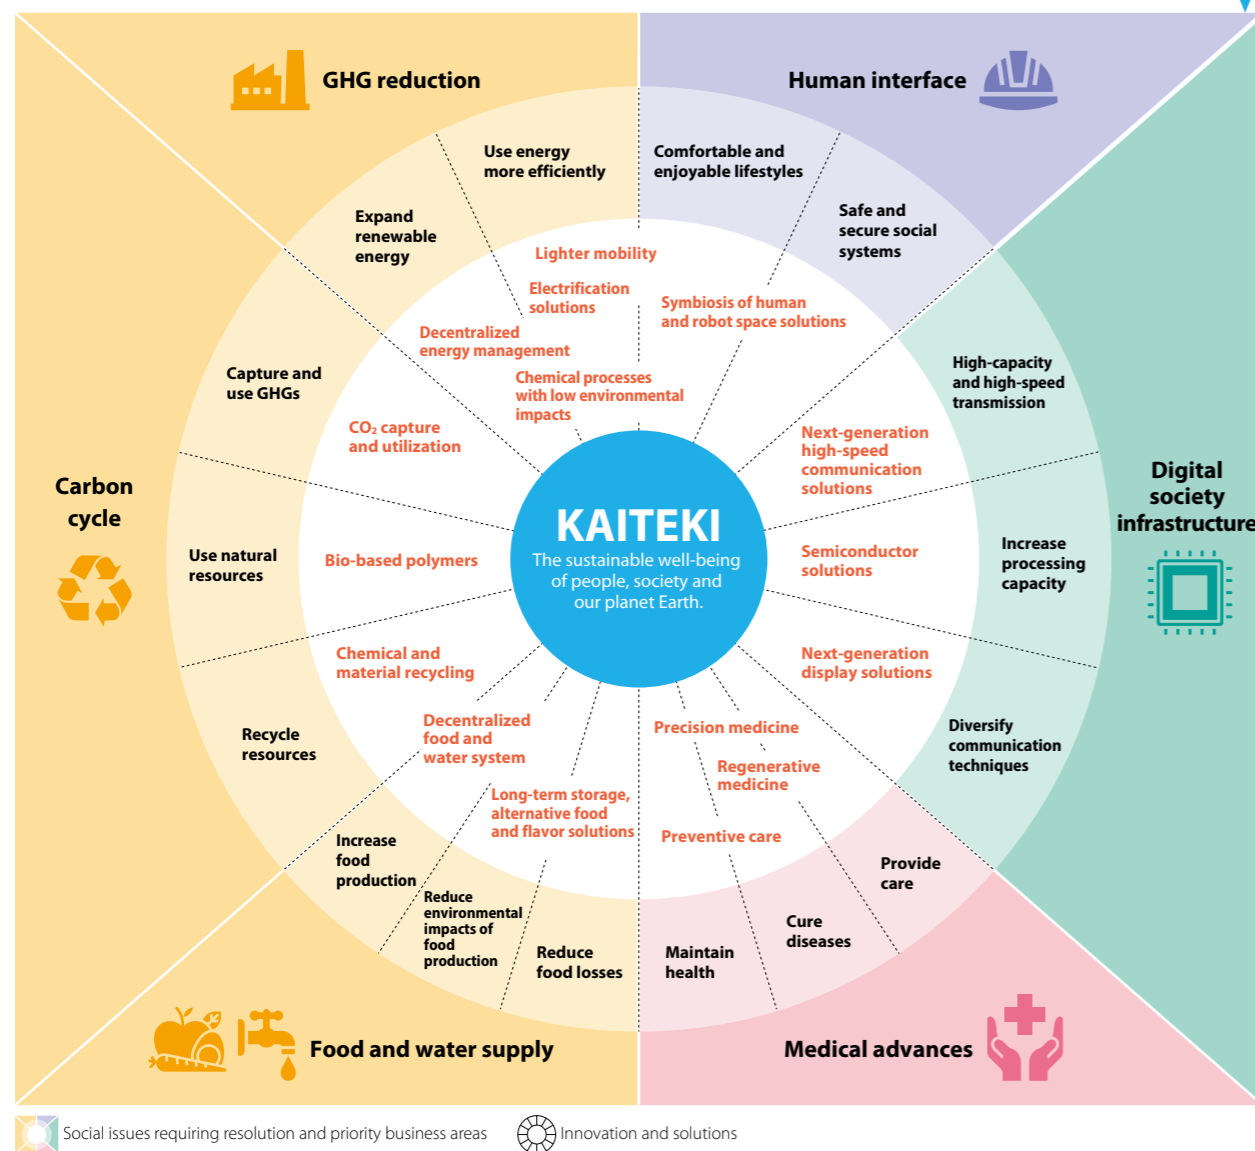 GHG reduction
Human interface
Use energy
more efficiently
Comfortable and
enjoyable lifestyles
Expand
renewable
energy
Safe and
secure social
systems
Lighter mobility
Electrification
solutions
Symbiosis of human
and robot space solutions
Decentralized
energy management
Chemical processes
with low environmental
impacts
Capture and
use GHGs
High-capacity
and high-speed
transmission
CO₂ capture
and utilization
Next-generation
high-speed
communication
solutions
Carbon
cycle
Digital
society
infrastructure
KAITEKI
The sustainable well-being
of people, society and
our planet Earth.
Use natural
resources
Bio-based polymers
Semiconductor
solutions
Increase
processing
capacity
Chemical and
material recycling
Next-generation
display solutions
Recycle
resources
Decentralized
food and
water system
Precision medicine
Diversify
communication
techniques
Regenerative
medicine
Long-term storage,
alternative food
and flavor solutions
Preventive care
Increase
food
production
Provide
care
Reduce
environmental
impacts of
food
production
Reduce
food losses
Maintain
health
Cure
diseases
Food and water supply
Medical advances
Social issues requiring resolution and priority business areas
Innovation and solutions